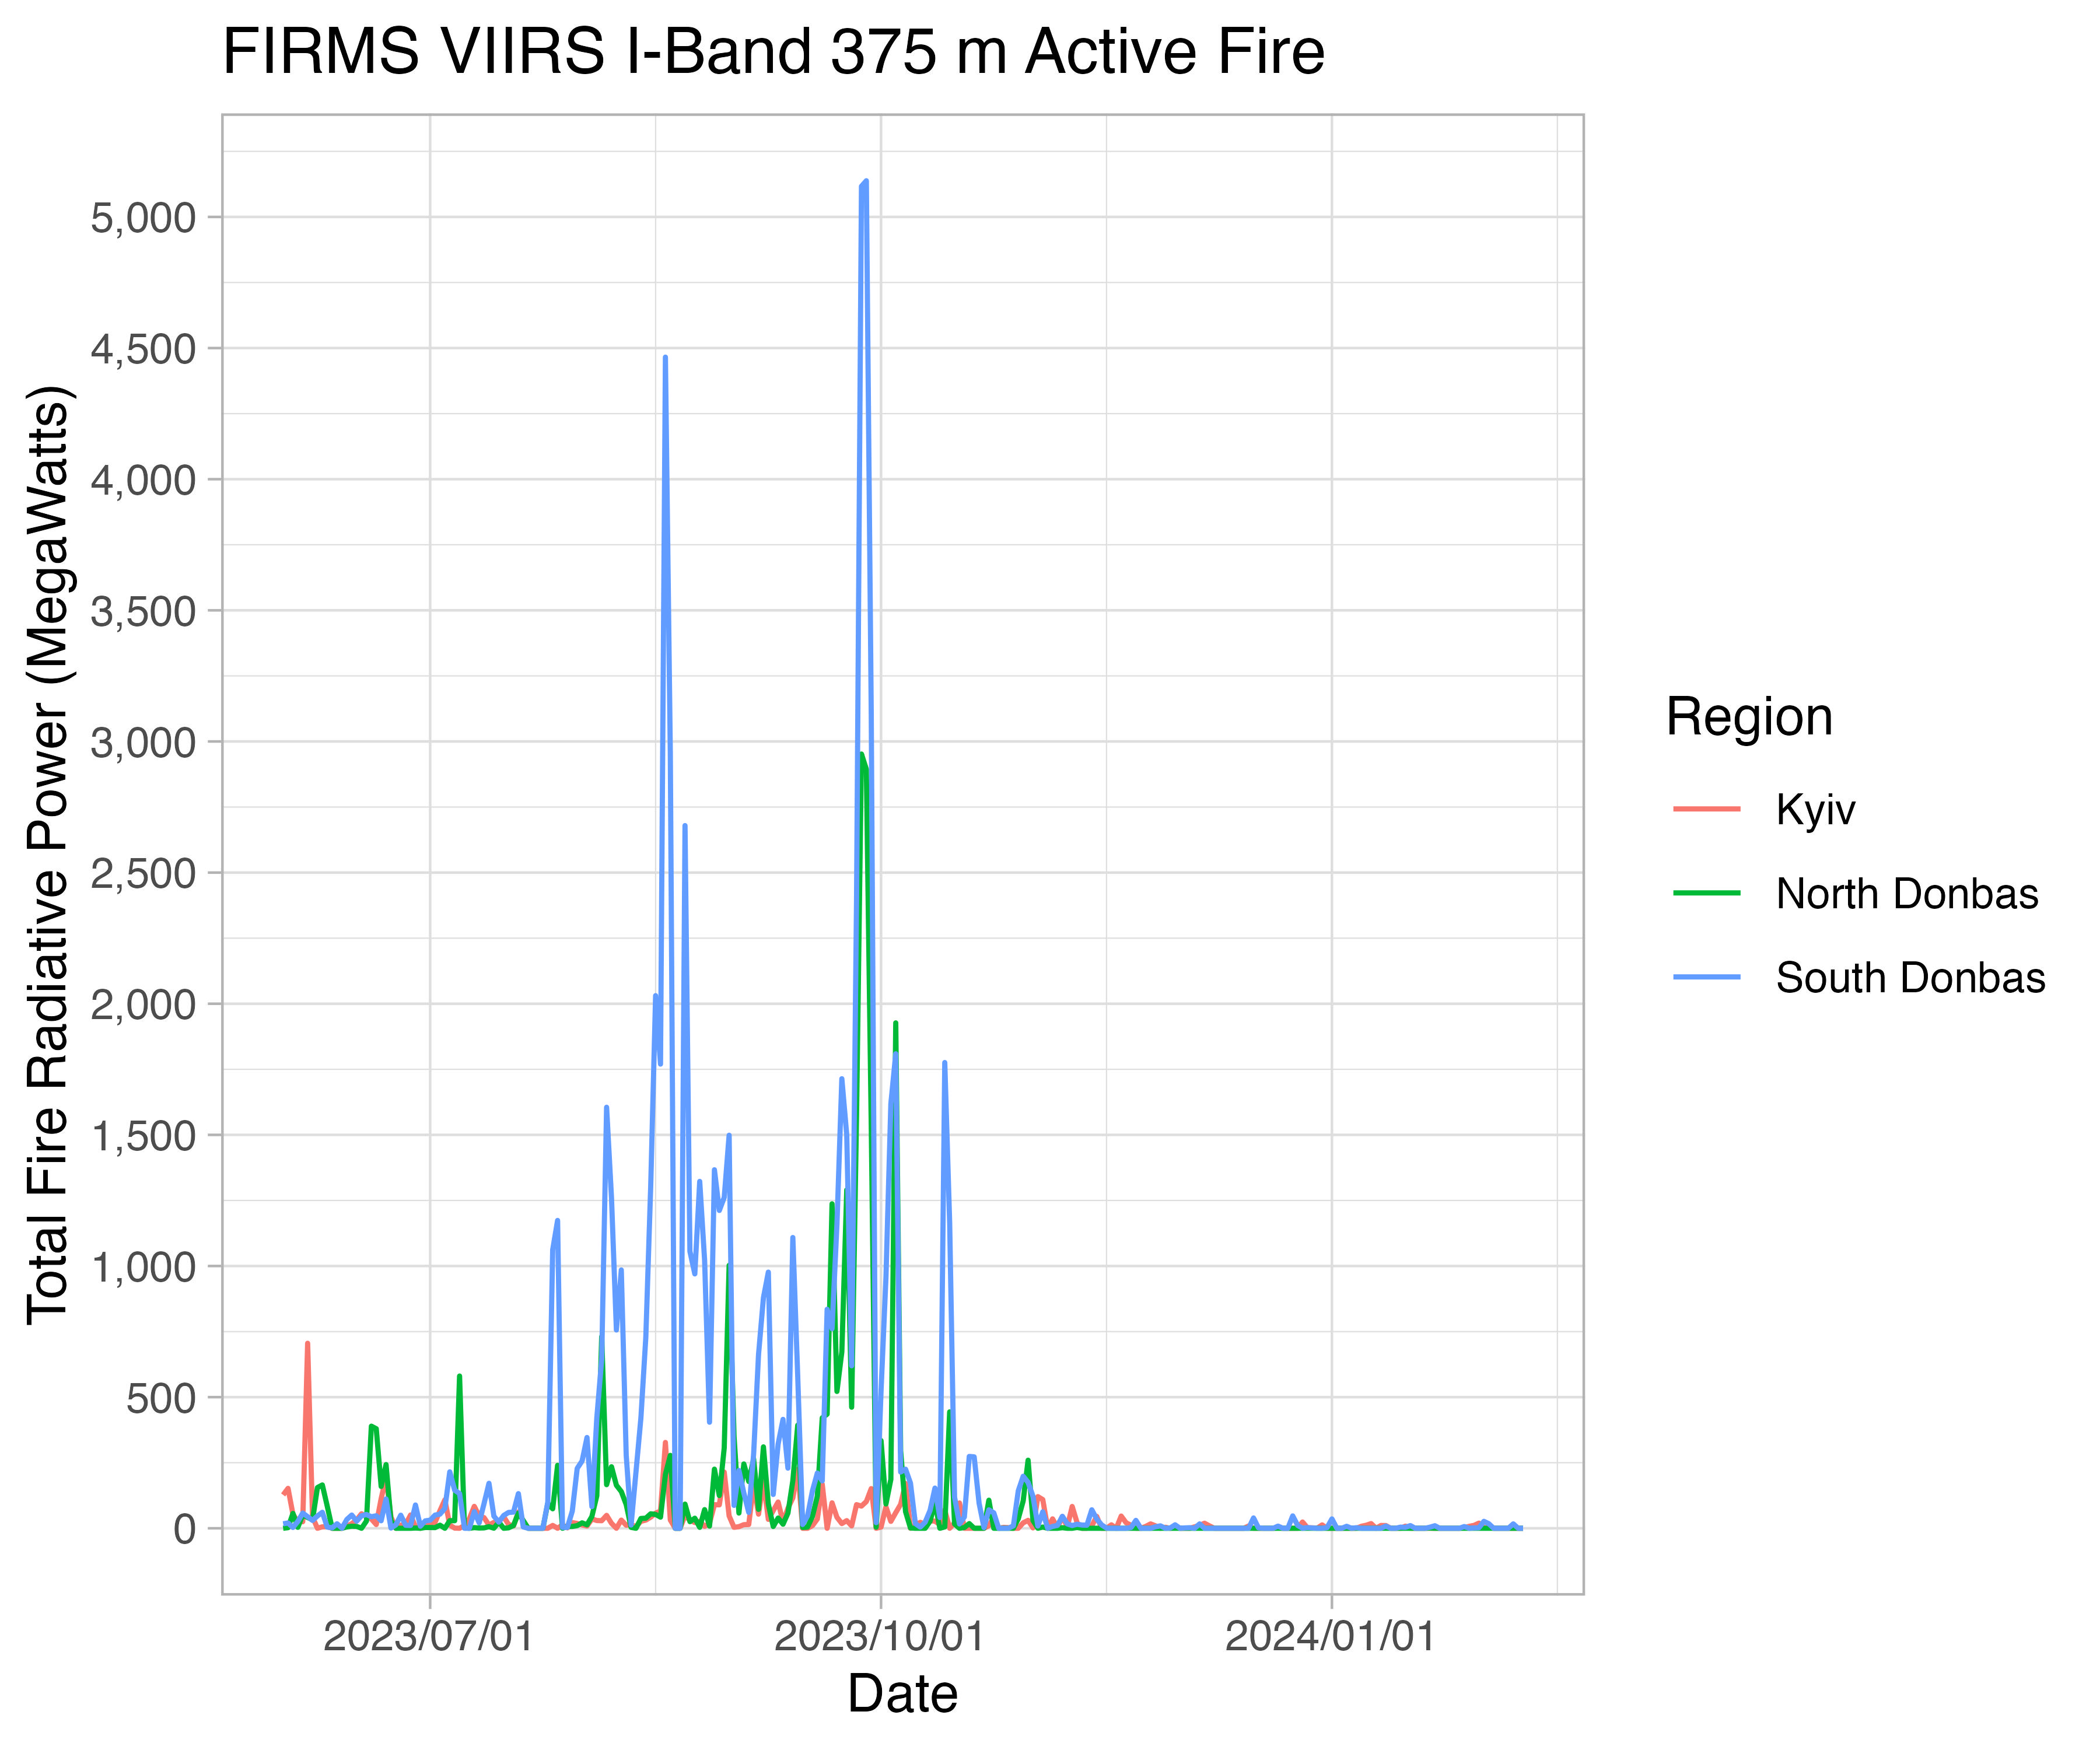 FIRMS VIIRS I-Band 375 m Active Fire
Total Fire Radiative Power (MegaWatts)
5,000
4,500
4,000
3,500
3,000
2,500
2,000
1,500
1,000
500
0
2023/07/01
2023/10/01
2024/01/01
Date
Region
Kyiv
North Donbas
South Donbas